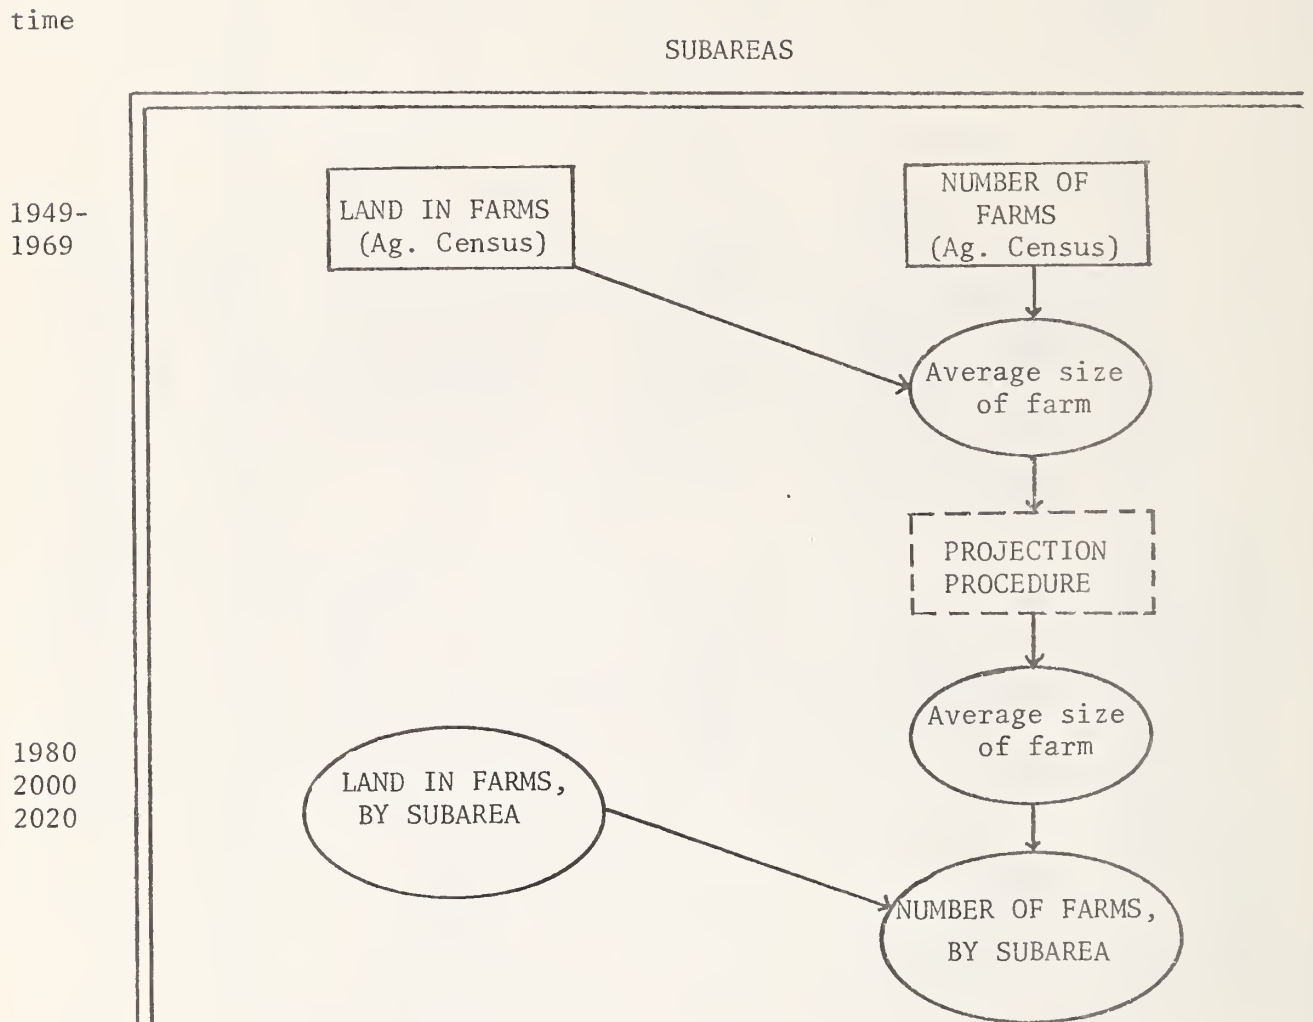 time
SUBAREAS
1949-
1969
LAND IN FARMS
(Ag. Census)
NUMBER OF
FARMS
(Ag. Census)
Average size
of farm
PROJECTION
PROCEDURE
1980
2000
2020
Average size
of farm
LAND IN FARMS,
BY SUBAREA
NUMBER OF FARMS,
BY SUBAREA